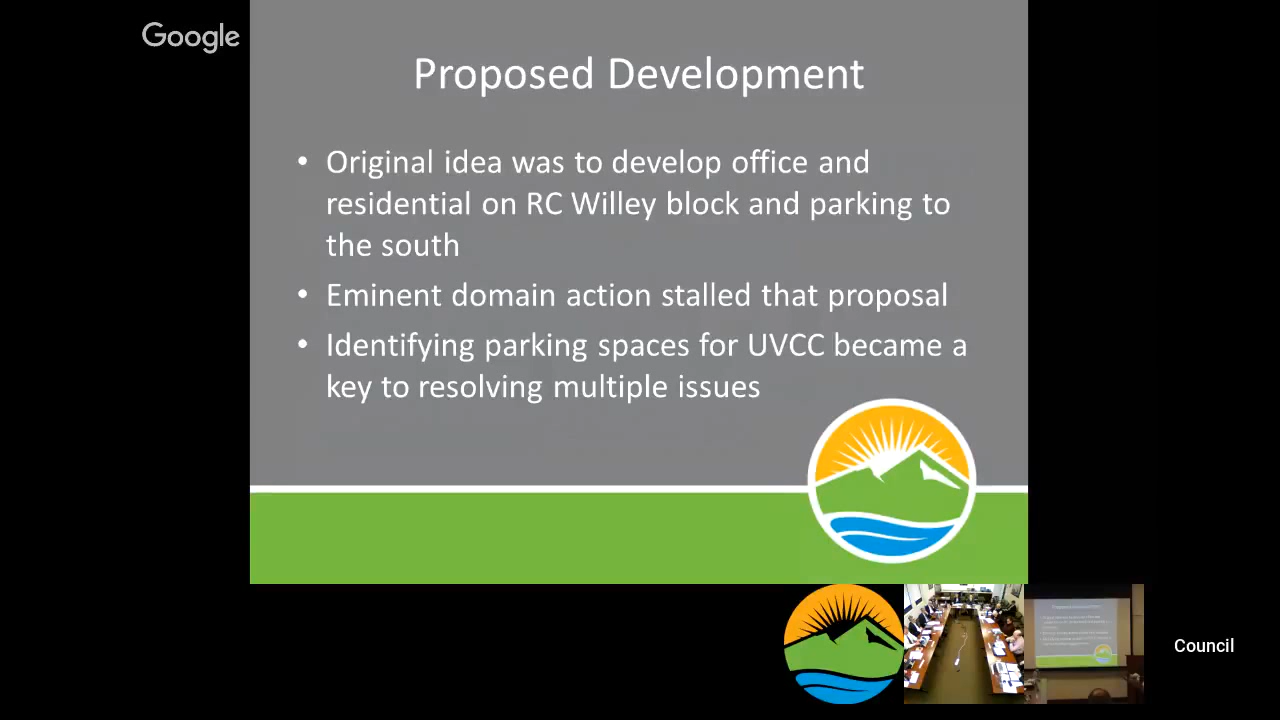 Google
Proposed Development
• Original idea was to develop office and
residential on RC Willey block and parking to
the south
• Eminent domain action stalled that proposal
• Identifying parking spaces for UVCC became a
key to resolving multiple issues
Council